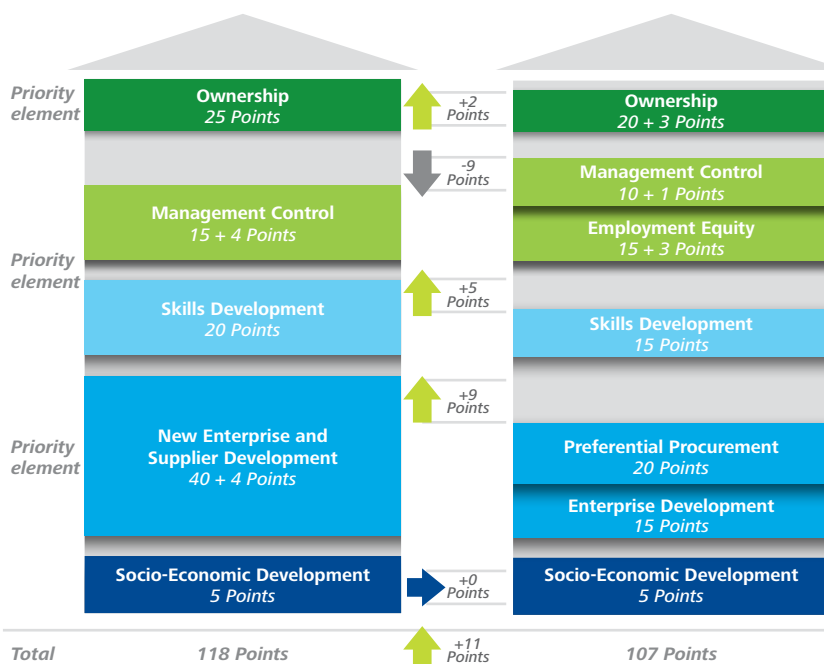 Priority
element
Ownership
25 Points
+2
Points
Ownership
20 + 3 Points
-9
Points
Management Control
10 + 1 Points
Management Control
15 + 4 Points
Employment Equity
15 + 3 Points
Priority
element
Skills Development
20 Points
+5
Points
Skills Development
15 Points
+9
Points
New Enterprise and
Supplier Development
40 + 4 Points
Priority
element
Preferential Procurement
20 Points
Enterprise Development
15 Points
Socio-Economic Development
5 Points
+0
Points
Socio-Economic Development
5 Points
Total
118 Points
+11
Points
107 Points